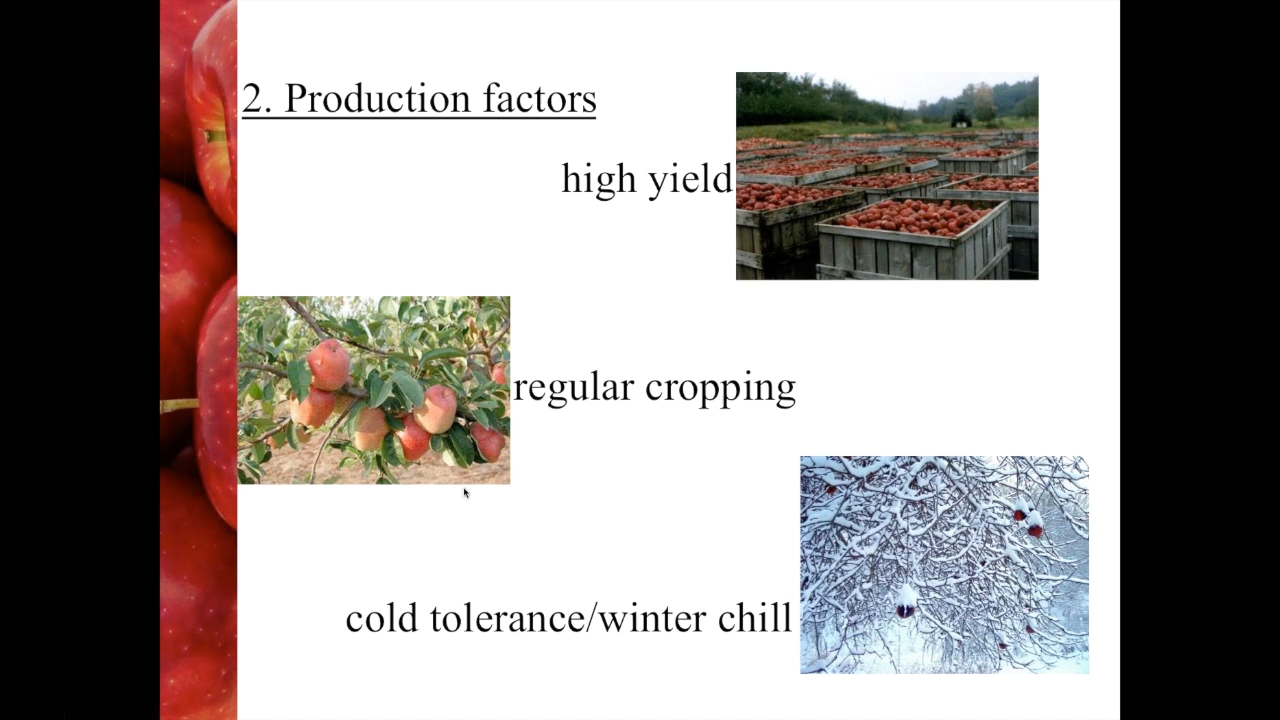 2. Production factors
high yield
regular cropping
cold tolerance/winter chill